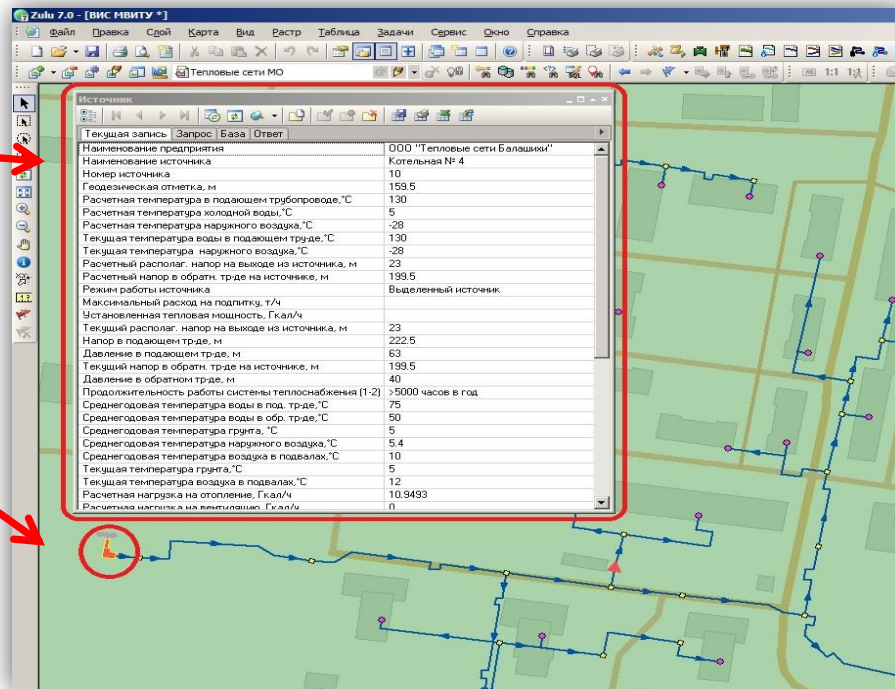 Zulu 7.0 - [ВИС МВИТУ *]
Файл Правка Слой Карта Вид Растр Таблица Задачи Сервис Окно Справка
Тепловые сети МО
1:1
Источник
Текущая запись Запрос База Ответ
Наименование предприятия ООО "Тепловые сети Балашихи"
Наименование источника Котельная № 4
Номер источника 10
Геодезическая отметка, м 159.5
Расчетная температура в подающем трубопроводе,°C 130
Расчетная температура холодной воды,°C 5
Расчетная температура наружного воздуха,°C -28
Текущая температура воды в подающем тру-де,°C 130
Текущая температура наружного воздуха,°C -28
Расчетный располаг. напор на выходе из источника, м 23
Расчетный напор в обратн. тр-де на источнике, м 199.5
Режим работы источника Выделенный источник
Максимальный расход на подпитку, т/ч
Установленная тепловая мощность, Гкал/ч
Текущий располаг. напор на выходе из источника, м 23
Напор в подающем тр-де, м 222.5
Давление в подающем тр-де, м 63
Текущий напор в обратн. тр-де на источнике, м 199.5
Давление в обратном тр-де, м 40
Продолжительность работы системы теплоснабжения (1-2) >5000 часов в год
Среднегодовая температура воды в под. тр-де,°C 75
Среднегодовая температура воды в обр. тр-де,°C 50
Среднегодовая температура грунта, °C 5
Среднегодовая температура наружного воздуха,°C 5.4
Среднегодовая температура воздуха в подвалах,°C 10
Текущая температура грунта,°C 5
Текущая температура воздуха в подвалах,°C 12
Расчетная нагрузка на отопление, Гкал/ч 10.9493
Расчетная нагрузка на вентиляцию, Гкал/ч 0